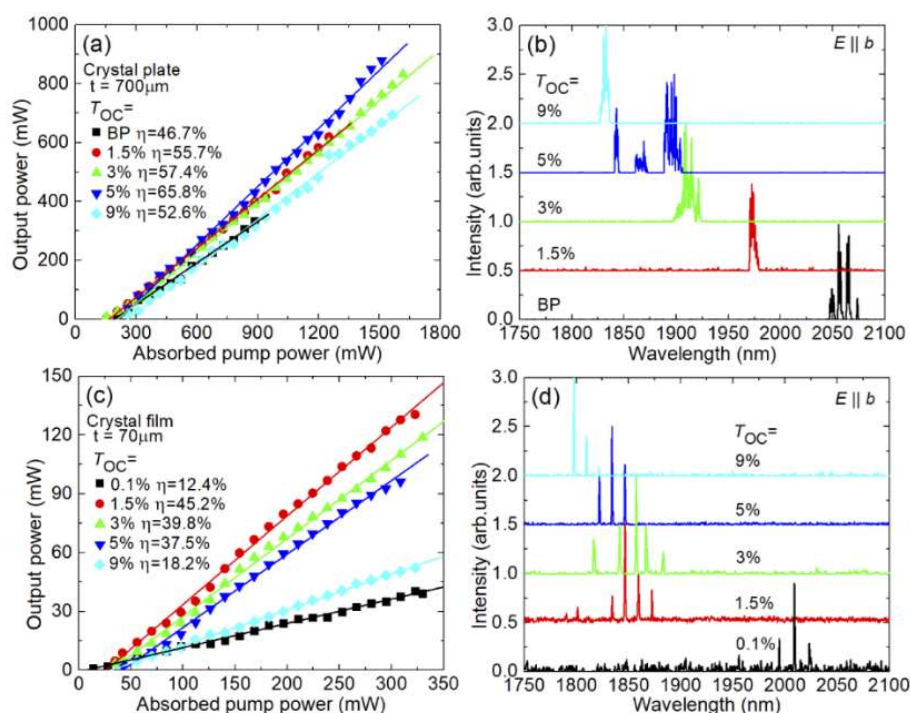 (a)
Crystal plate
t = 700μm
T_OC=
BP η=46.7%
1.5% η=55.7%
3% η=57.4%
5% η=65.8%
9% η=52.6%
Output power (mW)
1000
800
600
400
200
0
0 300 600 900 1200 1500 1800
Absorbed pump power (mW)
(b)
E || b
T_OC=
9%
5%
3%
1.5%
BP
Intensity (arb.units)
3.0
2.5
2.0
1.5
1.0
0.5
0.0
1750 1800 1850 1900 1950 2000 2050 2100
Wavelength (nm)
(c)
Crystal film
t = 70μm
T_OC=
0.1% η=12.4%
1.5% η=45.2%
3% η=39.8%
5% η=37.5%
9% η=18.2%
Output power (mW)
150
120
90
60
30
0
0 50 100 150 200 250 300 350
Absorbed pump power (mW)
(d)
E || b
T_OC=
9%
5%
3%
1.5%
0.1%
Intensity (arb.units)
3.0
2.5
2.0
1.5
1.0
0.5
0.0
1750 1800 1850 1900 1950 2000 2050 2100
Wavelength (nm)